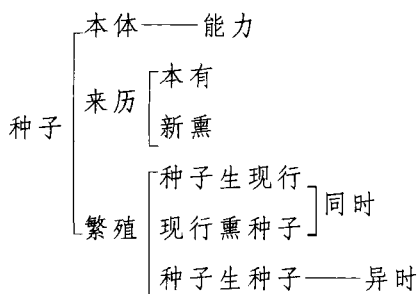 本体——能力
来历
本有
新熏
种子
繁殖
种子生现行
现行熏种子
同时
种子生种子——异时